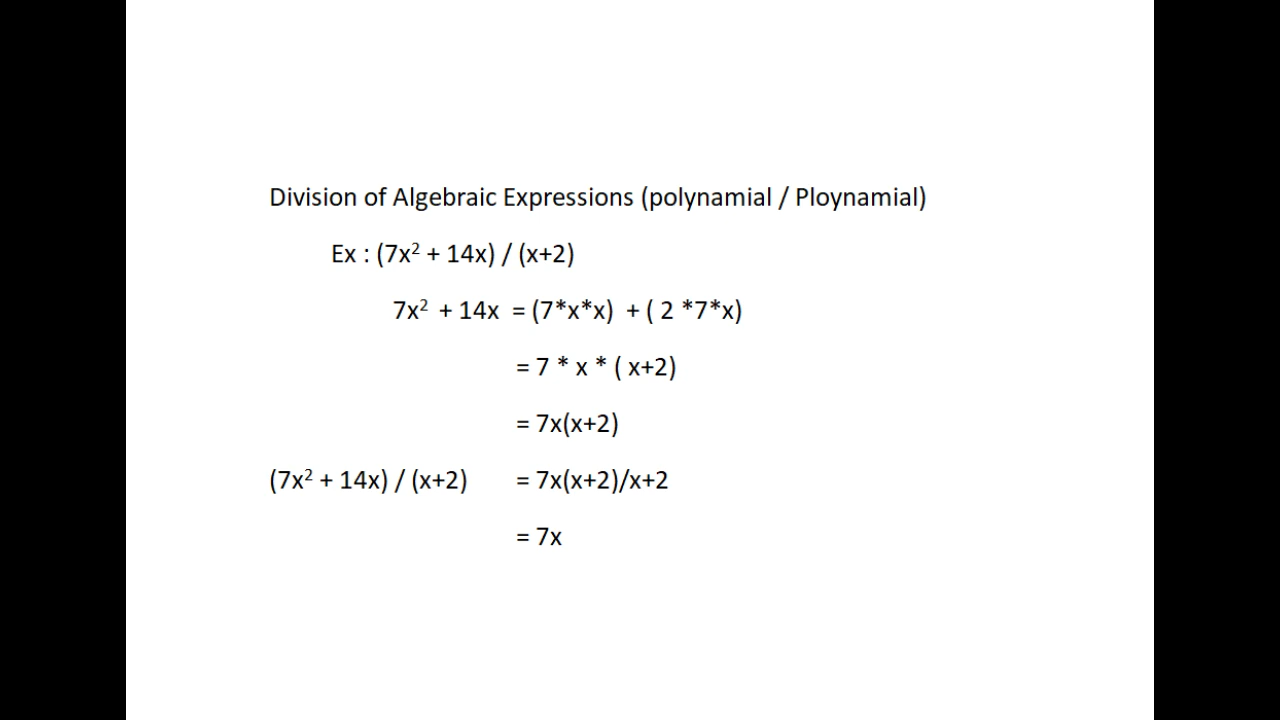 Division of Algebraic Expressions (polynamial / Ploynamial)
Ex : (7x² + 14x) / (x+2)
7x² + 14x = (7*x*x) + ( 2 *7*x)
= 7 * x * ( x+2)
= 7x(x+2)
(7x² + 14x) / (x+2) = 7x(x+2)/x+2
= 7x